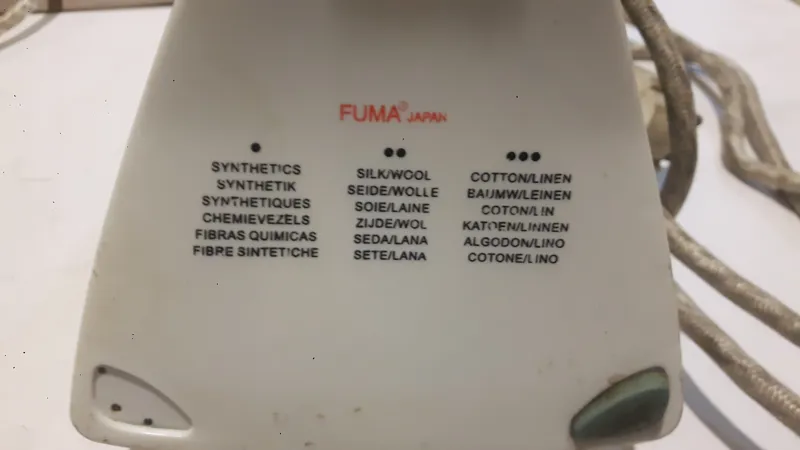 FUMA® JAPAN
●
SYNTHETICS
SYNTHETIK
SYNTHETIQUES
CHEMIEVEZELS
FIBRAS QUIMICAS
FIBRE SINTETICHE
●●
SILK/WOOL
SEIDE/WOLLE
SOIE/LAINE
ZIJDE/WOL
SEDA/LANA
SETE/LANA
●●●
COTTON/LINEN
BAUMW/LEINEN
COTON/LIN
KATOEN/LINNEN
ALGODON/LINO
COTONE/LINO